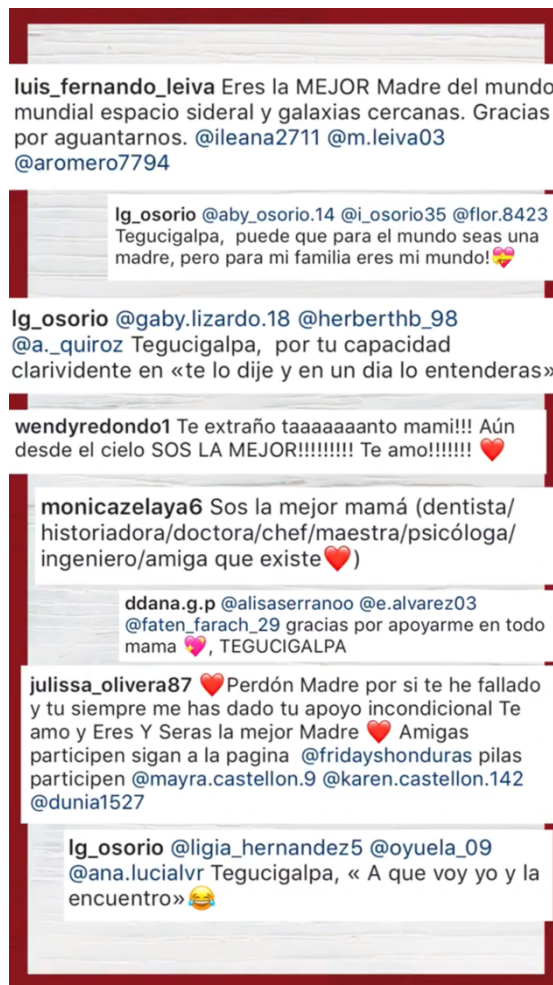 luis_fernando_leiva Eres la MEJOR Madre del mundo
mundial espacio sideral y galaxias cercanas. Gracias
por aguantarnos. @ileana2711 @m.leiva03
@aromero7794
lg_osorio @aby_osorio.14 @i_osorio35 @flor.8423
Tegucigalpa,  puede que para el mundo seas una
madre, pero para mi familia eres mi mundo!💝
lg_osorio @gaby.lizardo.18 @herberthb_98
@a._quiroz Tegucigalpa,  por tu capacidad
clarividente en «te lo dije y en un dia lo entenderas»
wendyredondo1 Te extraño taaaaaaanto mami!!! Aún
desde el cielo SOS LA MEJOR!!!!!!!!! Te amo!!!!!!! ❤️
monicazelaya6 Sos la mejor mamá (dentista/
historiadora/doctora/chef/maestra/psicóloga/
ingeniero/amiga que existe❤️)
ddana.g.p @alisaserranoo @e.alvarez03
@faten_farach_29 gracias por apoyarme en todo
mama 💖, TEGUCIGALPA
julissa_olivera87 ❤️Perdón Madre por si te he fallado
y tu siempre me has dado tu apoyo incondicional Te
amo y Eres Y Seras la mejor Madre ❤️ Amigas
participen sigan a la pagina  @fridayshonduras pilas
participen @mayra.castellon.9 @karen.castellon.142
@dunia1527
lg_osorio @ligia_hernandez5 @oyuela_09
@ana.lucialvr Tegucigalpa, « A que voy yo y la
encuentro»😂